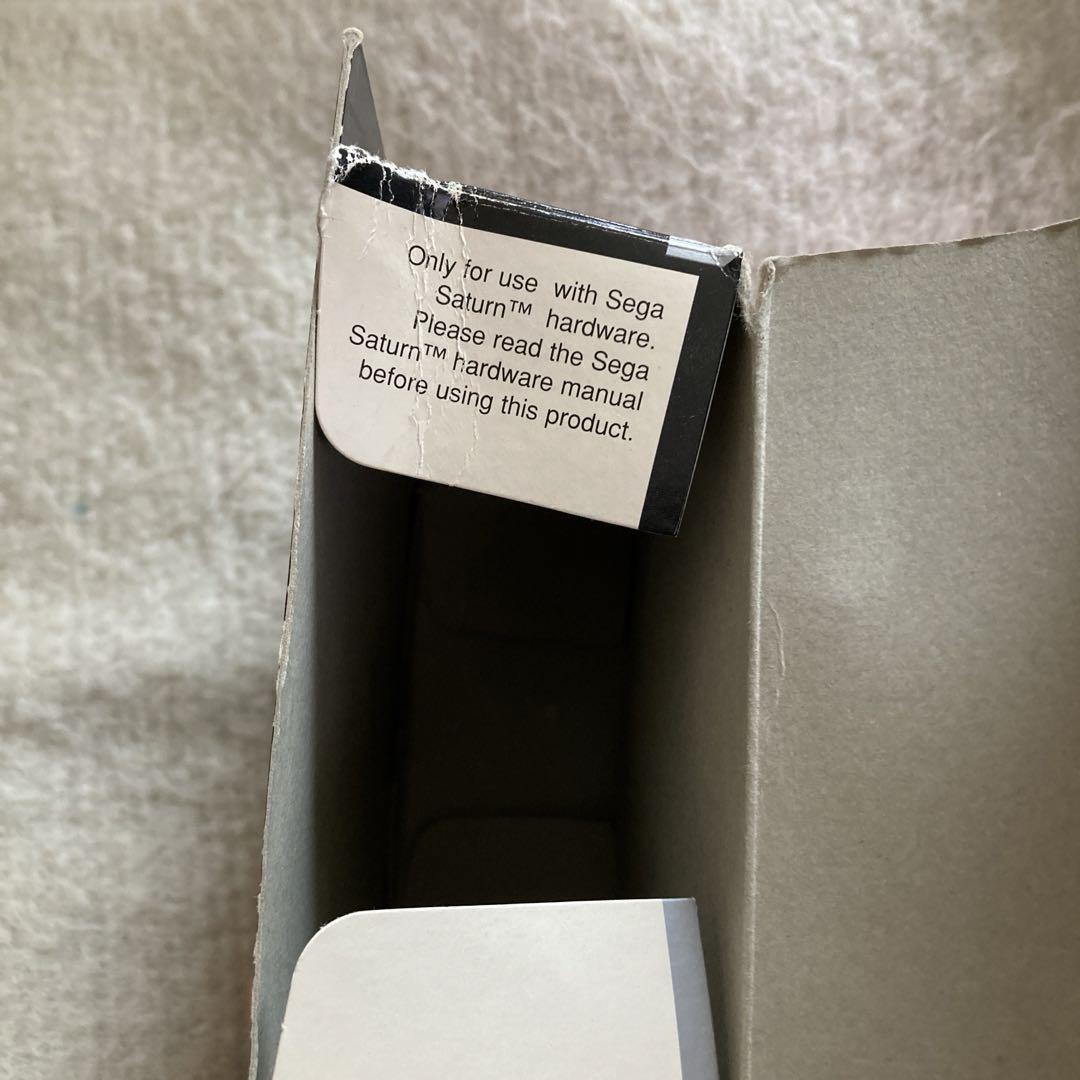 Only for use with Sega
Saturn™ hardware.
Please read the Sega
Saturn™ hardware manual
before using this product.